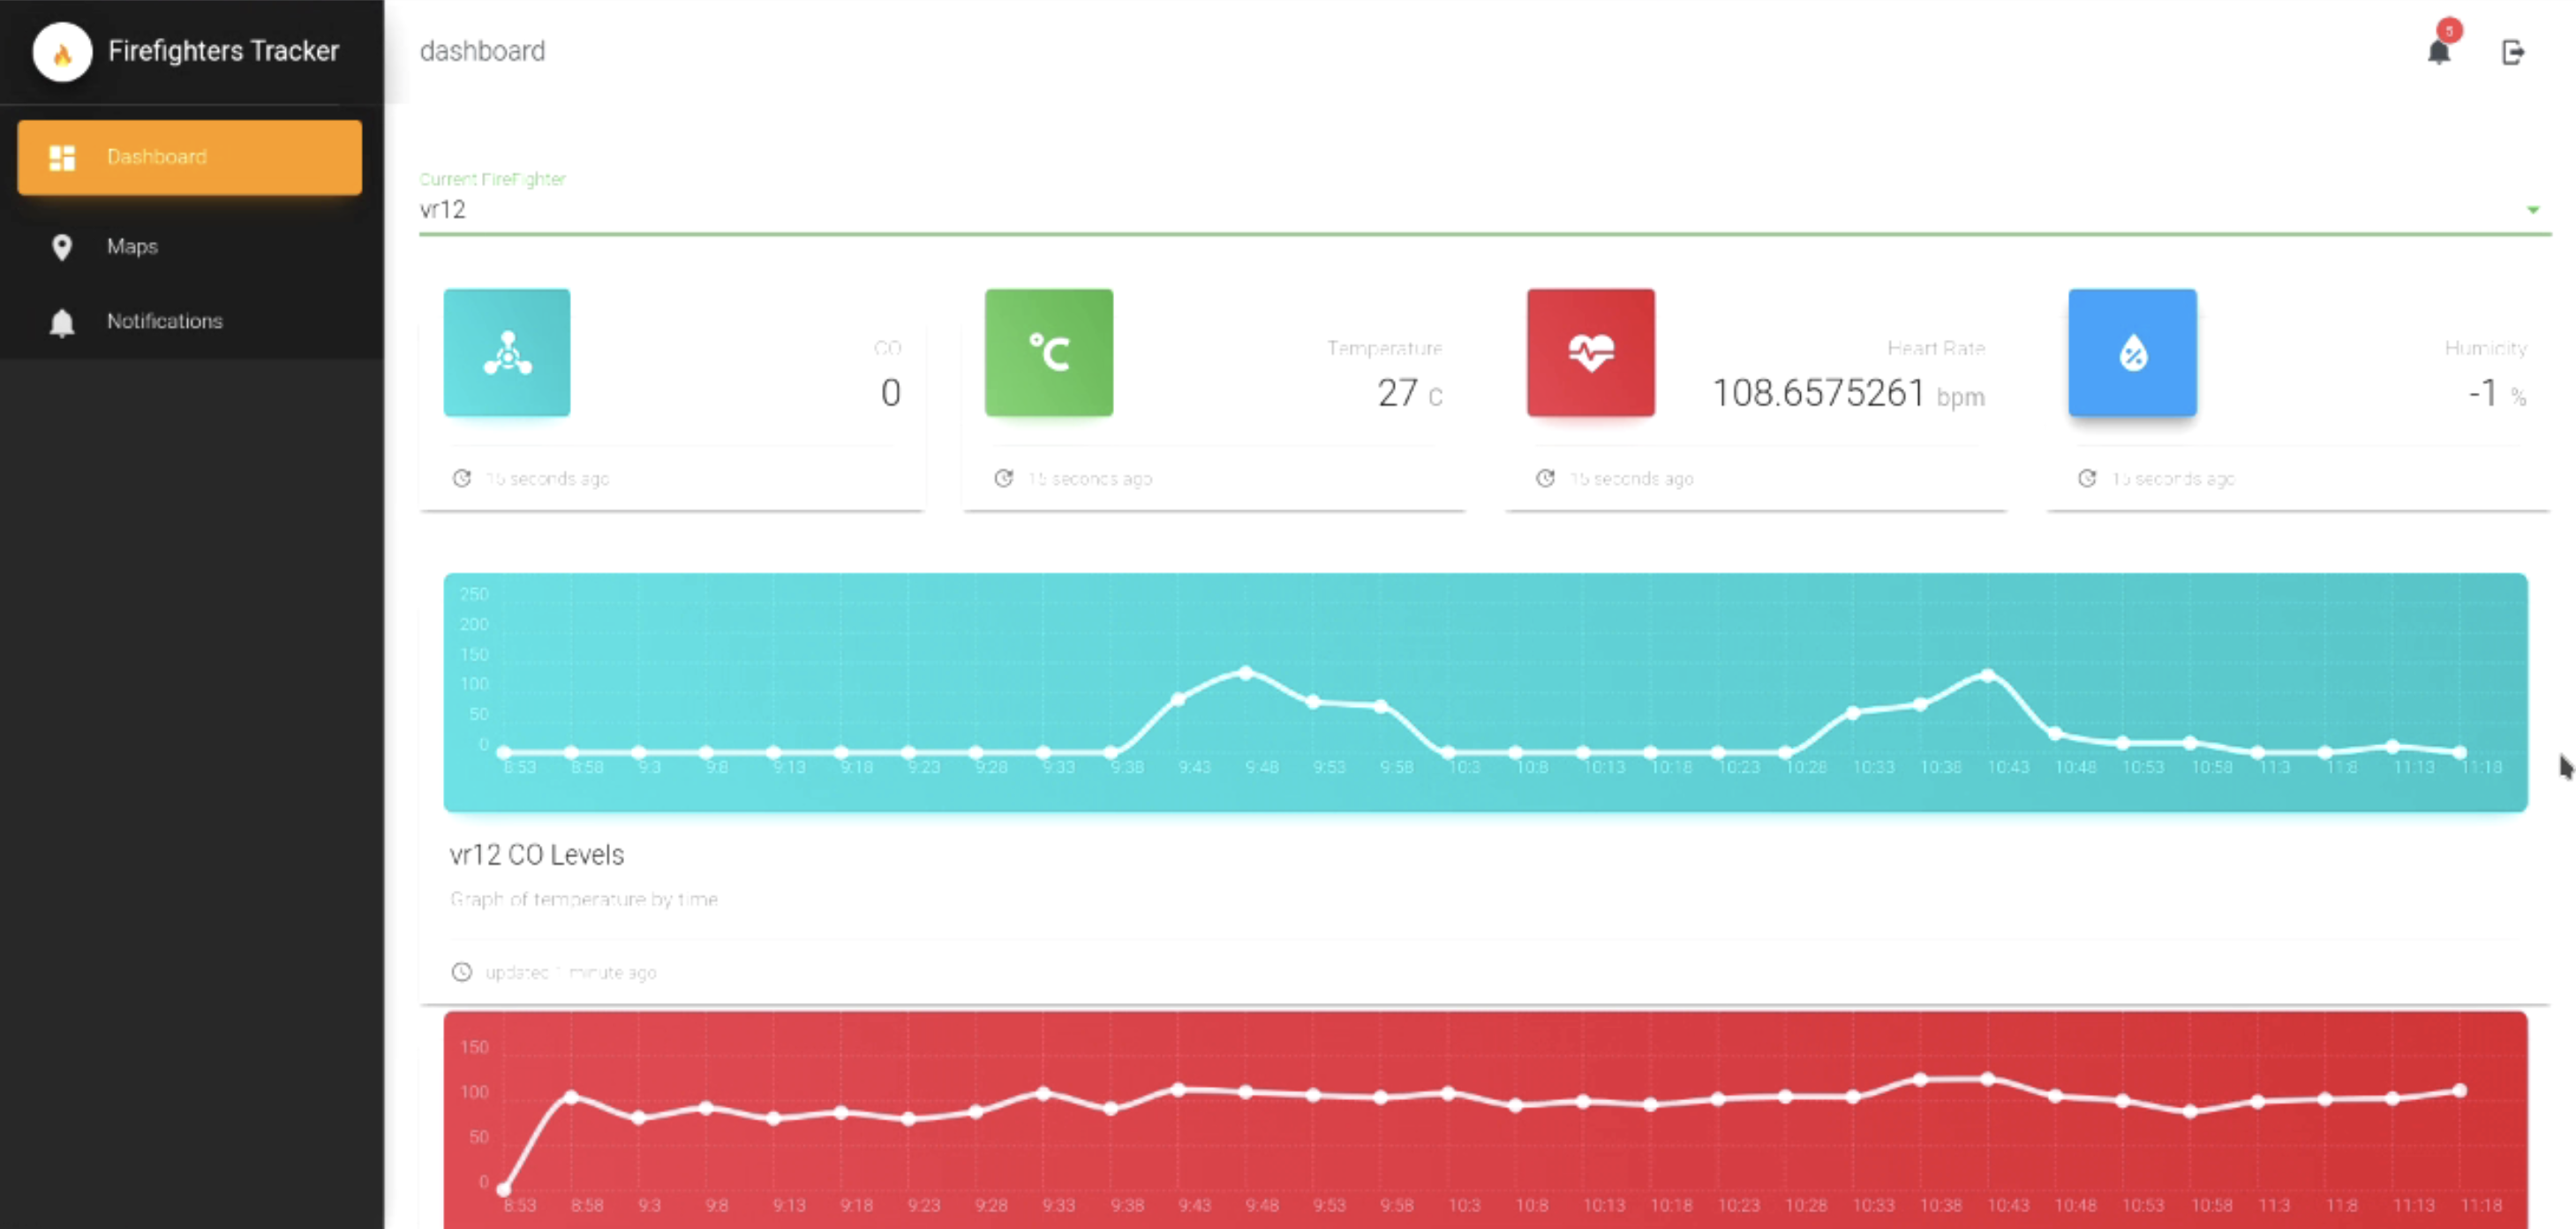 Firefighters Tracker
dashboard
5
Dashboard
Maps
Notifications
Current FireFighter
vr12
CO
0
15 seconds ago
Temperature
27 C
15 seconds ago
Heart Rate
108.6575261 bpm
15 seconds ago
Humidity
-1 %
15 seconds ago
250
200
150
100
50
0
8:53 8:58 9:3 9:8 9:13 9:18 9:23 9:28 9:33 9:38 9:43 9:48 9:53 9:58 10:3 10:8 10:13 10:18 10:23 10:28 10:33 10:38 10:43 10:48 10:53 10:58 11:3 11:8 11:13 11:18
vr12 CO Levels
Graph of temperature by time
updated 1 minute ago
150
100
50
0
8:53 8:58 9:3 9:8 9:13 9:18 9:23 9:28 9:33 9:38 9:43 9:48 9:53 9:58 10:3 10:8 10:13 10:18 10:23 10:28 10:33 10:38 10:43 10:48 10:53 10:58 11:3 11:8 11:13 11:18